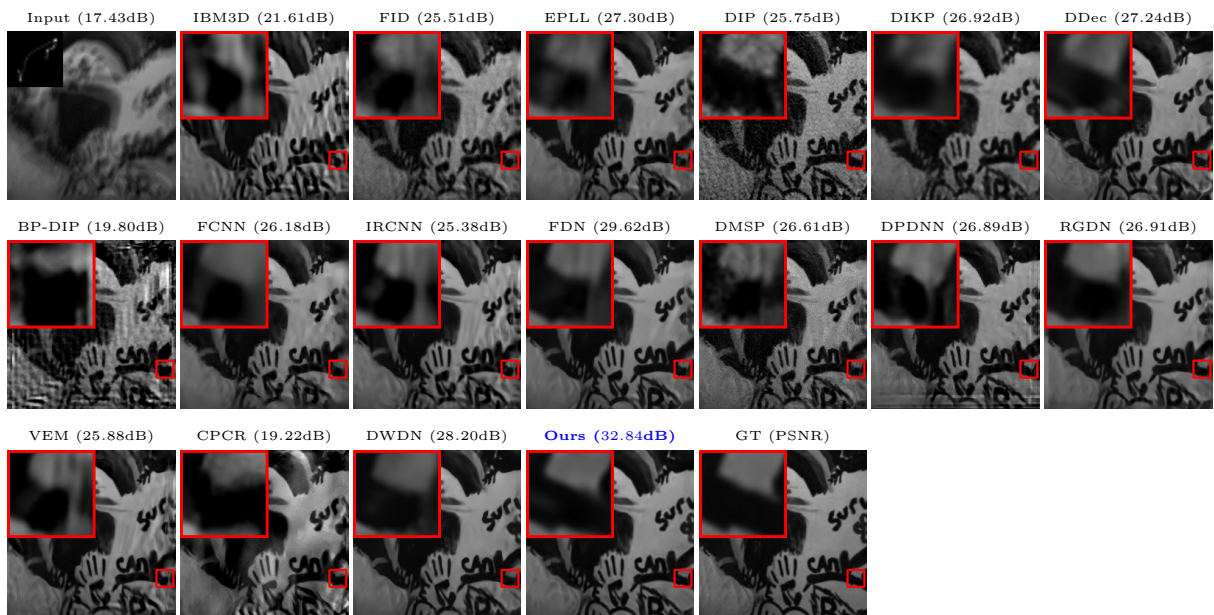 Input (17.43dB) IBM3D (21.61dB) FID (25.51dB) EPLL (27.30dB) DIP (25.75dB) DIKP (26.92dB) DDec (27.24dB)
BP-DIP (19.80dB) FCNN (26.18dB) IRCNN (25.38dB) FDN (29.62dB) DMSP (26.61dB) DPDNN (26.89dB) RGDN (26.91dB)
VEM (25.88dB) CPCR (19.22dB) DWDN (28.20dB) Ours (32.84dB) GT (PSNR)